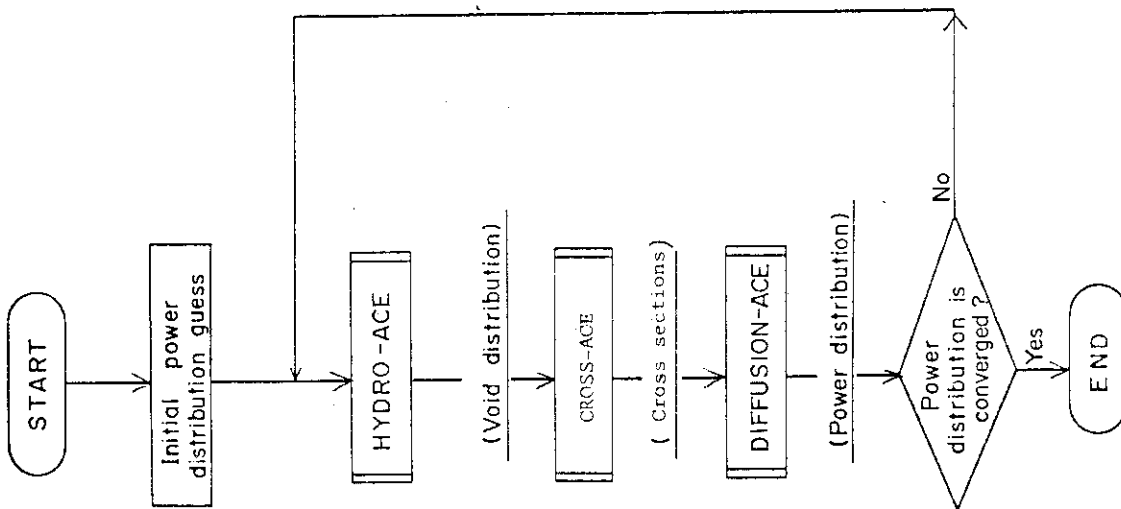 START
Initial power
distribution guess
HYDRO-ACE
(Void distribution)
CROSS-ACE
( Cross sections)
DIFFUSION-ACE
(Power distribution)
Power
distribution is
converged?
No
Yes
END